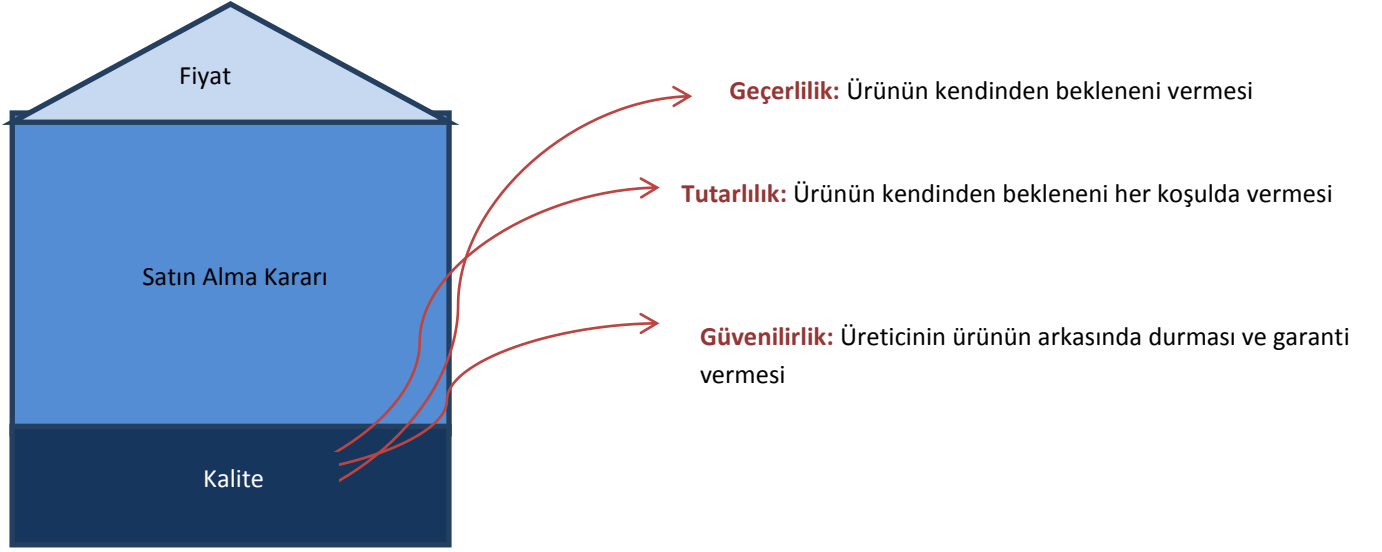 Fiyat
Geçerlilik: Ürünün kendinden bekleneni vermesi
Tutarlılık: Ürünün kendinden bekleneni her koşulda vermesi
Satın Alma Kararı
Güvenilirlik: Üreticinin ürünün arkasında durması ve garanti
vermesi
Kalite